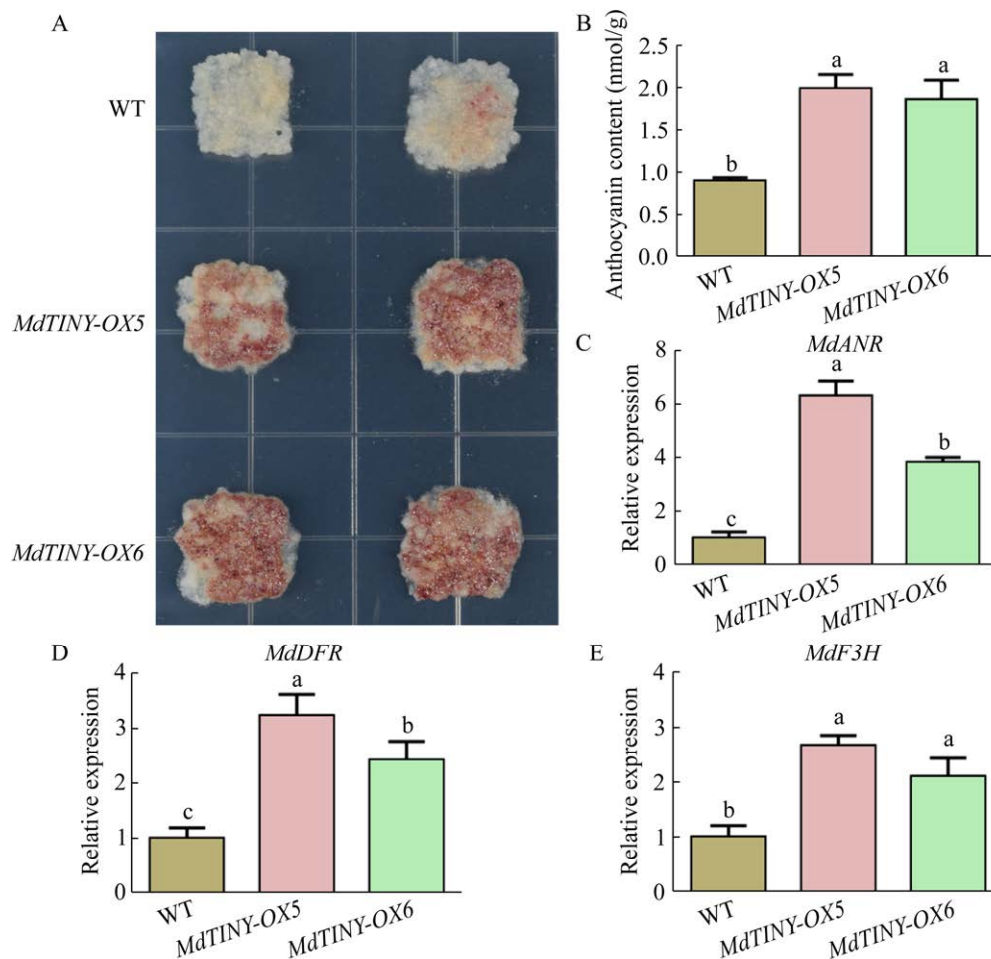 A
WT
MdTINY-OX5
MdTINY-OX6
B
Anthocyanin content (nmol/g)
2.5
2.0
1.5
1.0
0.5
0.0
b
a
a
WT
MdTINY-OX5
MdTINY-OX6
C
MdANR
Relative expression
8
6
4
2
0
c
a
b
WT
MdTINY-OX5
MdTINY-OX6
D
MdDFR
Relative expression
4
3
2
1
0
c
a
b
WT
MdTINY-OX5
MdTINY-OX6
E
MdF3H
Relative expression
4
3
2
1
0
b
a
a
WT
MdTINY-OX5
MdTINY-OX6